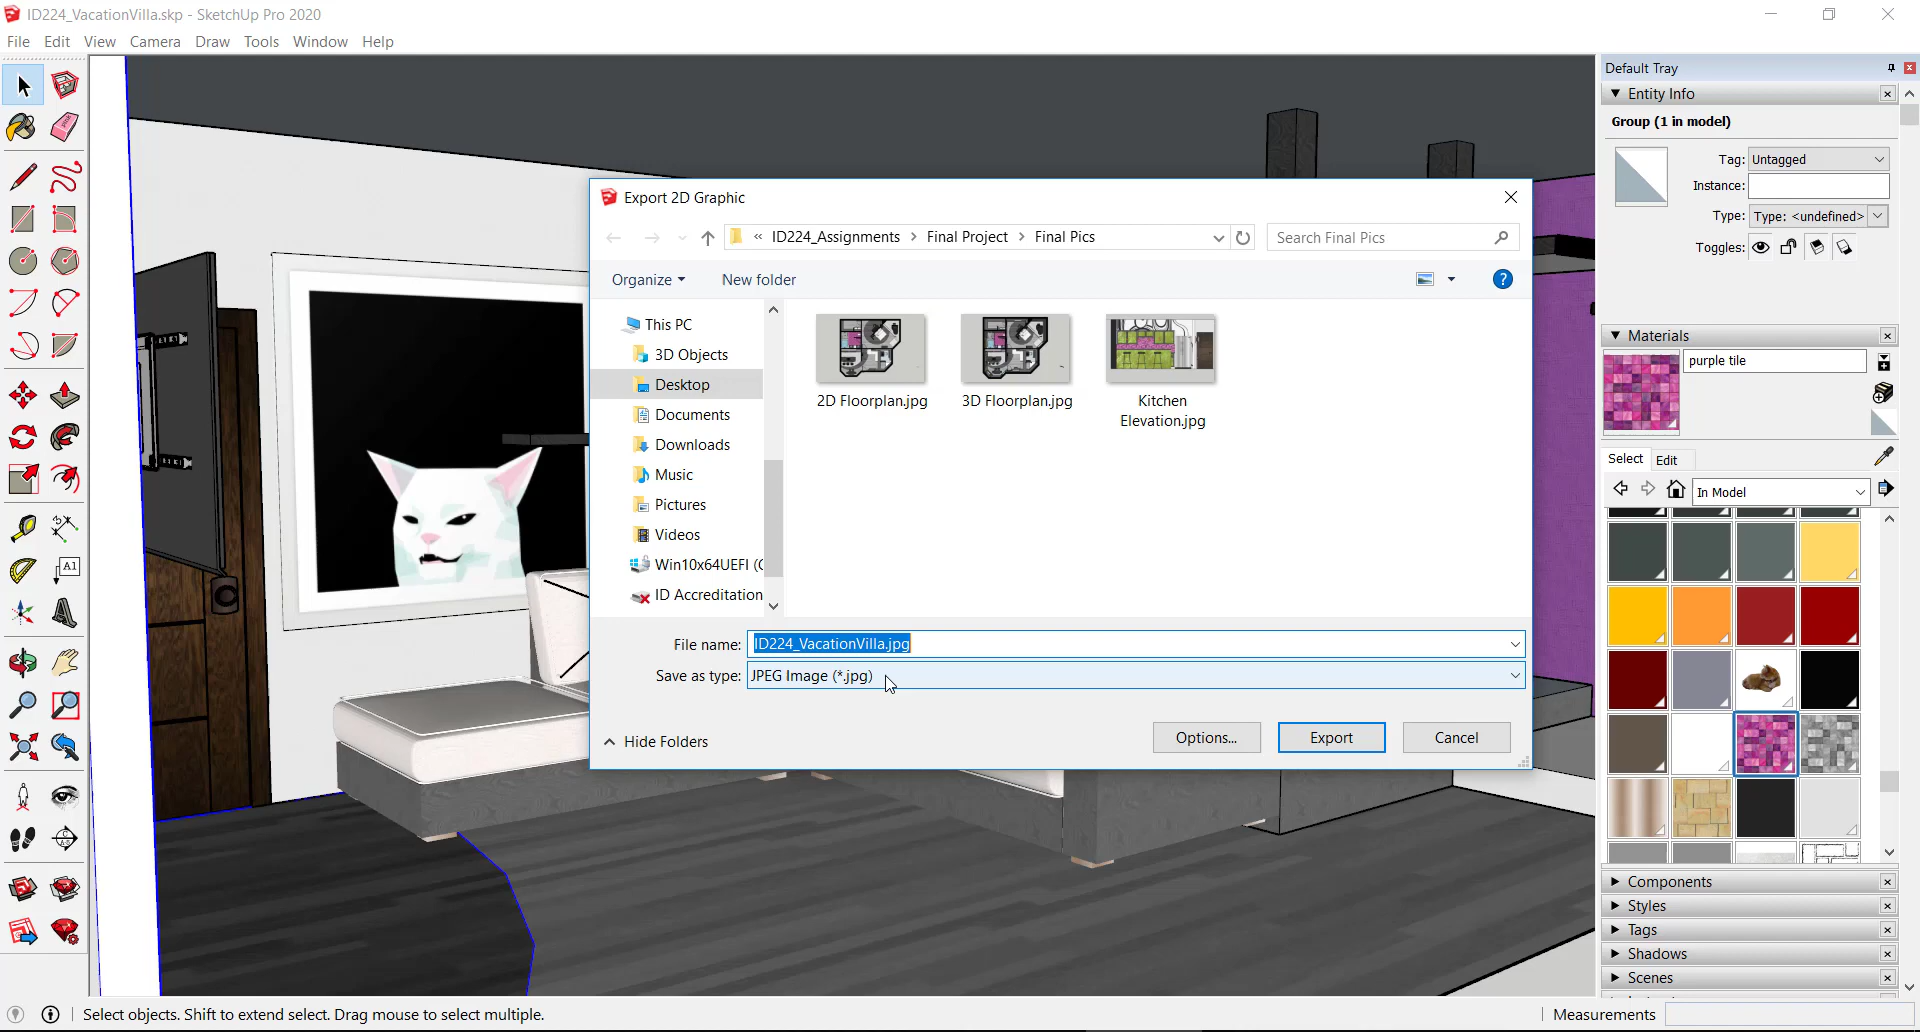 ID224_VacationVilla.skp - SketchUp Pro 2020
File Edit View Camera Draw Tools Window Help
Default Tray
Entity Info
Group (1 in model)
Tag: Untagged
Instance:
Type: Type: <undefined>
Toggles:
Export 2D Graphic
« ID224_Assignments > Final Project > Final Pics
Search Final Pics
Organize
New folder
This PC
3D Objects
Desktop
Documents
Downloads
Music
Pictures
Videos
Win10x64UEFI (C
ID Accreditation
2D Floorplan.jpg
3D Floorplan.jpg
Kitchen
Elevation.jpg
File name: ID224_VacationVilla.jpg
Save as type: JPEG Image (*.jpg)
Hide Folders
Options...
Export
Cancel
Materials
purple tile
Select Edit
In Model
Components
Styles
Tags
Shadows
Scenes
A1
Select objects. Shift to extend select. Drag mouse to select multiple.
Measurements